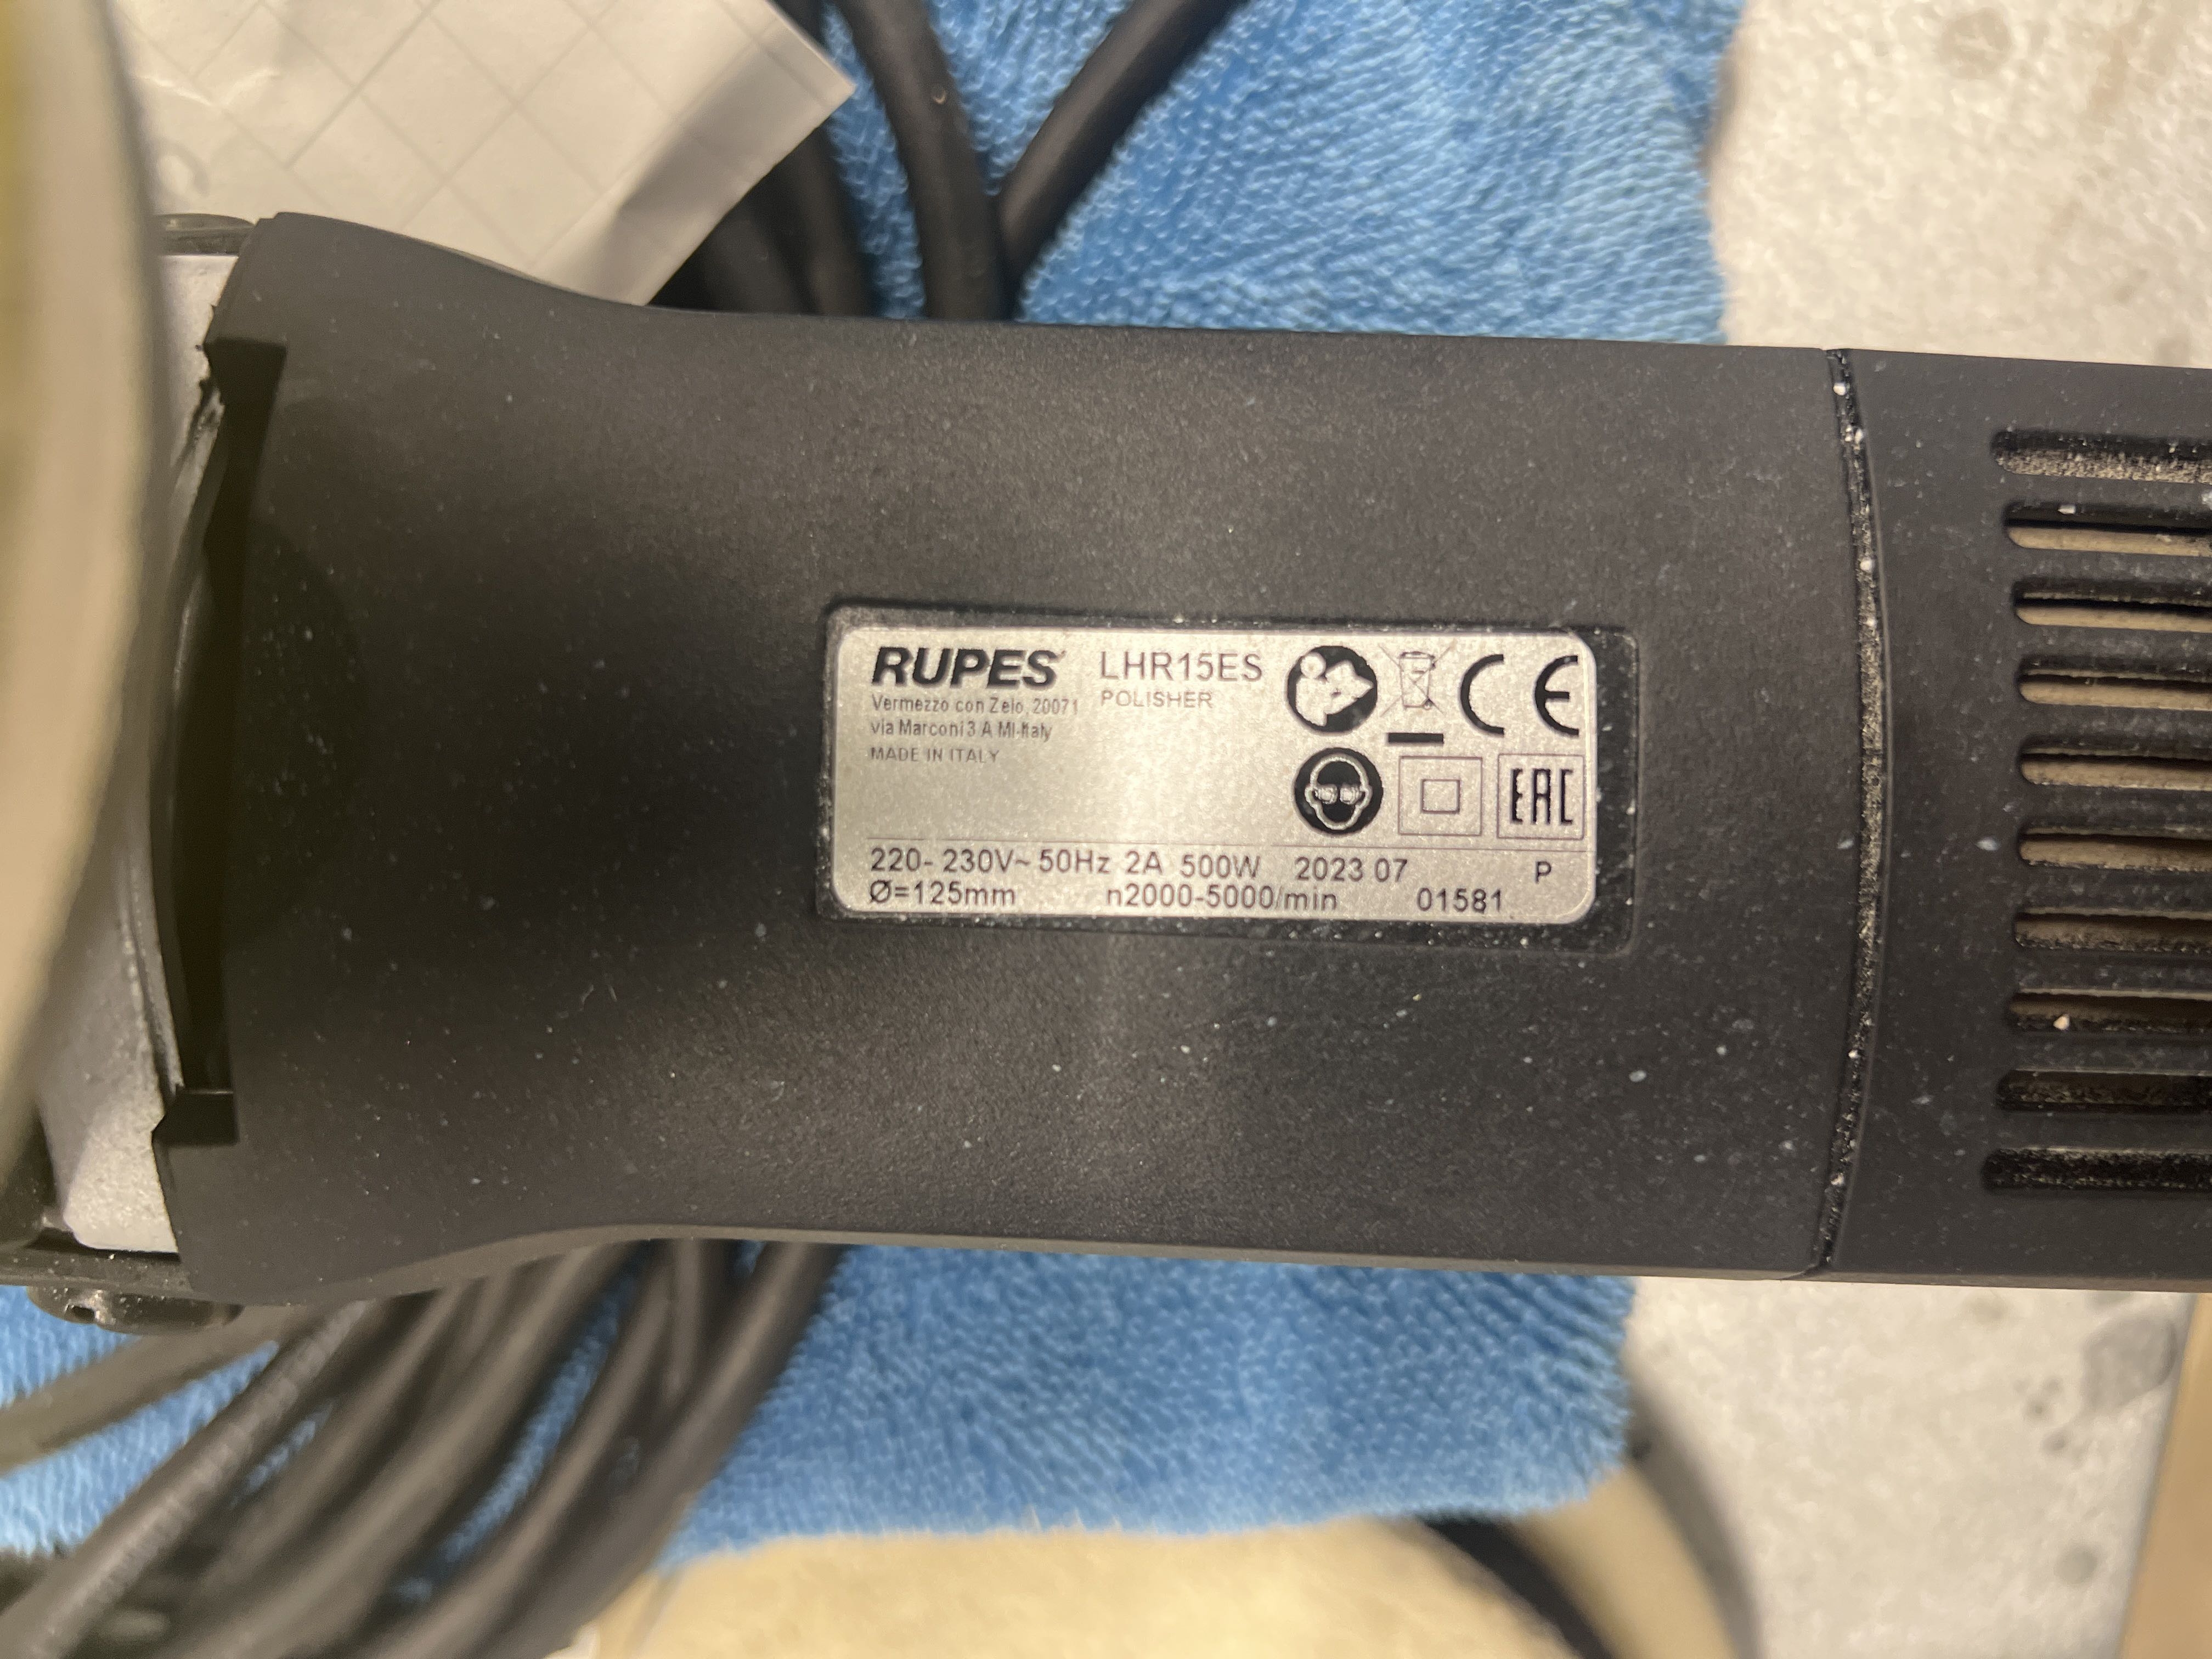 RUPES LHR15ES
POLISHER
Vermezzo con Zelo, 20071
via Marconi 3 A MI-Italy
MADE IN ITALY
CE
EAC
220- 230V~ 50Hz 2A 500W 2023 07 P
Ø=125mm n2000-5000/min 01581